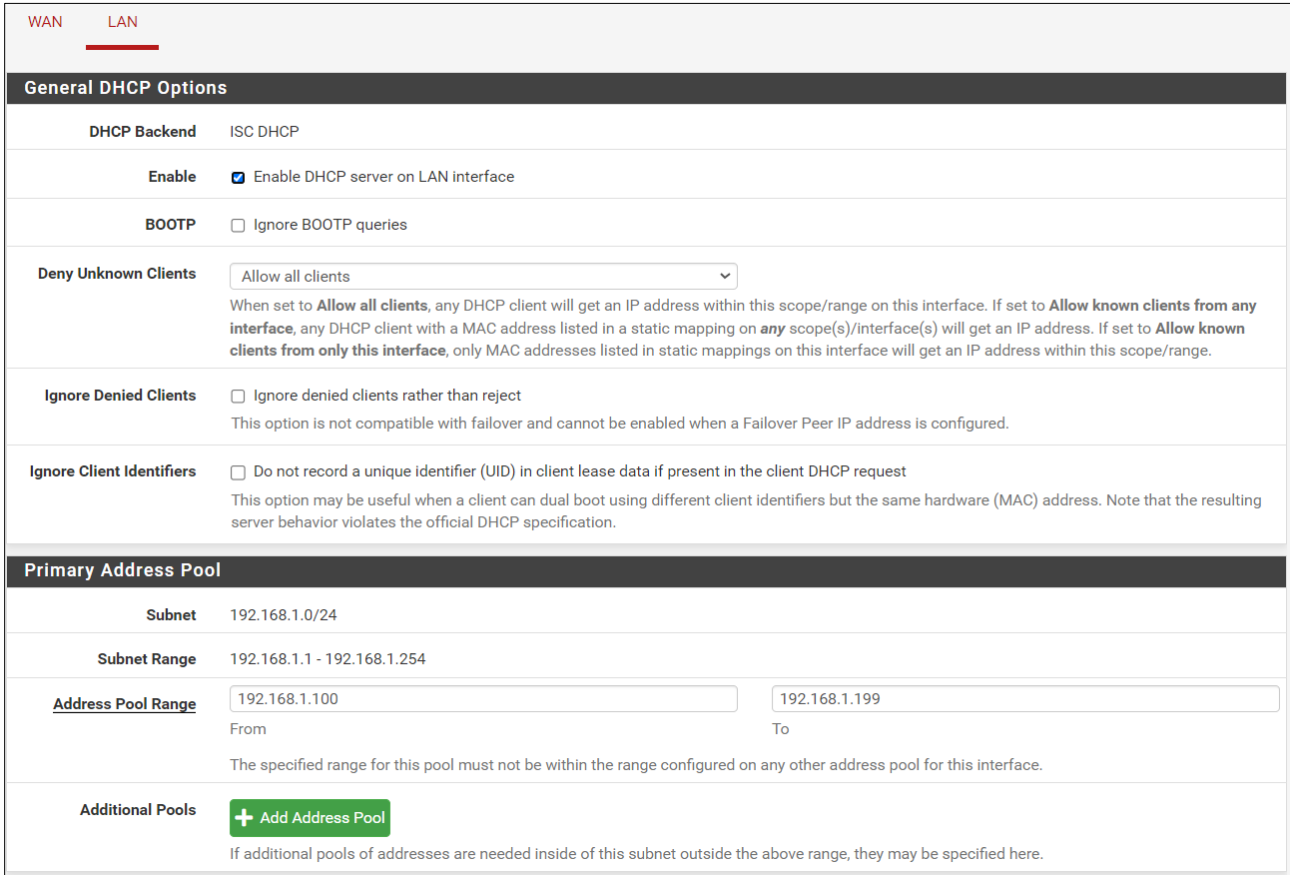 WAN LAN
General DHCP Options
DHCP Backend ISC DHCP
Enable Enable DHCP server on LAN interface
BOOTP Ignore BOOTP queries
Deny Unknown Clients Allow all clients
When set to Allow all clients, any DHCP client will get an IP address within this scope/range on this interface. If set to Allow known clients from any
interface, any DHCP client with a MAC address listed in a static mapping on any scope(s)/interface(s) will get an IP address. If set to Allow known
clients from only this interface, only MAC addresses listed in static mappings on this interface will get an IP address within this scope/range.
Ignore Denied Clients Ignore denied clients rather than reject
This option is not compatible with failover and cannot be enabled when a Failover Peer IP address is configured.
Ignore Client Identifiers Do not record a unique identifier (UID) in client lease data if present in the client DHCP request
This option may be useful when a client can dual boot using different client identifiers but the same hardware (MAC) address. Note that the resulting
server behavior violates the official DHCP specification.
Primary Address Pool
Subnet 192.168.1.0/24
Subnet Range 192.168.1.1 - 192.168.1.254
Address Pool Range 192.168.1.100 192.168.1.199
From To
The specified range for this pool must not be within the range configured on any other address pool for this interface.
Additional Pools Add Address Pool
If additional pools of addresses are needed inside of this subnet outside the above range, they may be specified here.